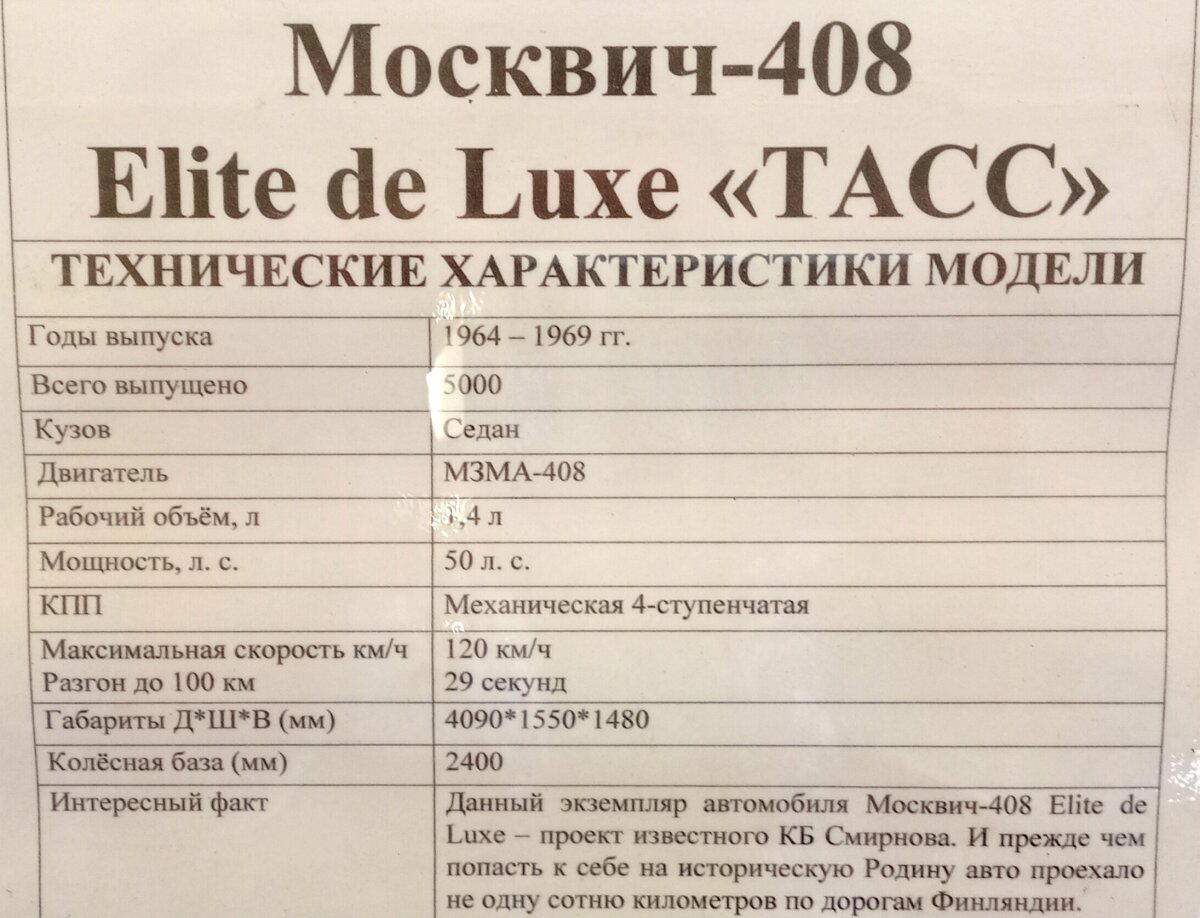 Москвич-408
Elite de Luxe «ТАСС»
ТЕХНИЧЕСКИЕ ХАРАКТЕРИСТИКИ МОДЕЛИ
Годы выпуска 1964 – 1969 гг.
Всего выпущено 5000
Кузов Седан
Двигатель МЗМА-408
Рабочий объём, л 1,4 л
Мощность, л. с. 50 л. с.
КПП Механическая 4-ступенчатая
Максимальная скорость км/ч 120 км/ч
Разгон до 100 км 29 секунд
Габариты Д*Ш*В (мм) 4090*1550*1480
Колёсная база (мм) 2400
Интересный факт Данный экземпляр автомобиля Москвич-408 Elite de
Luxe – проект известного КБ Смирнова. И прежде чем
попасть к себе на историческую Родину авто проехало
не одну сотню километров по дорогам Финляндии.